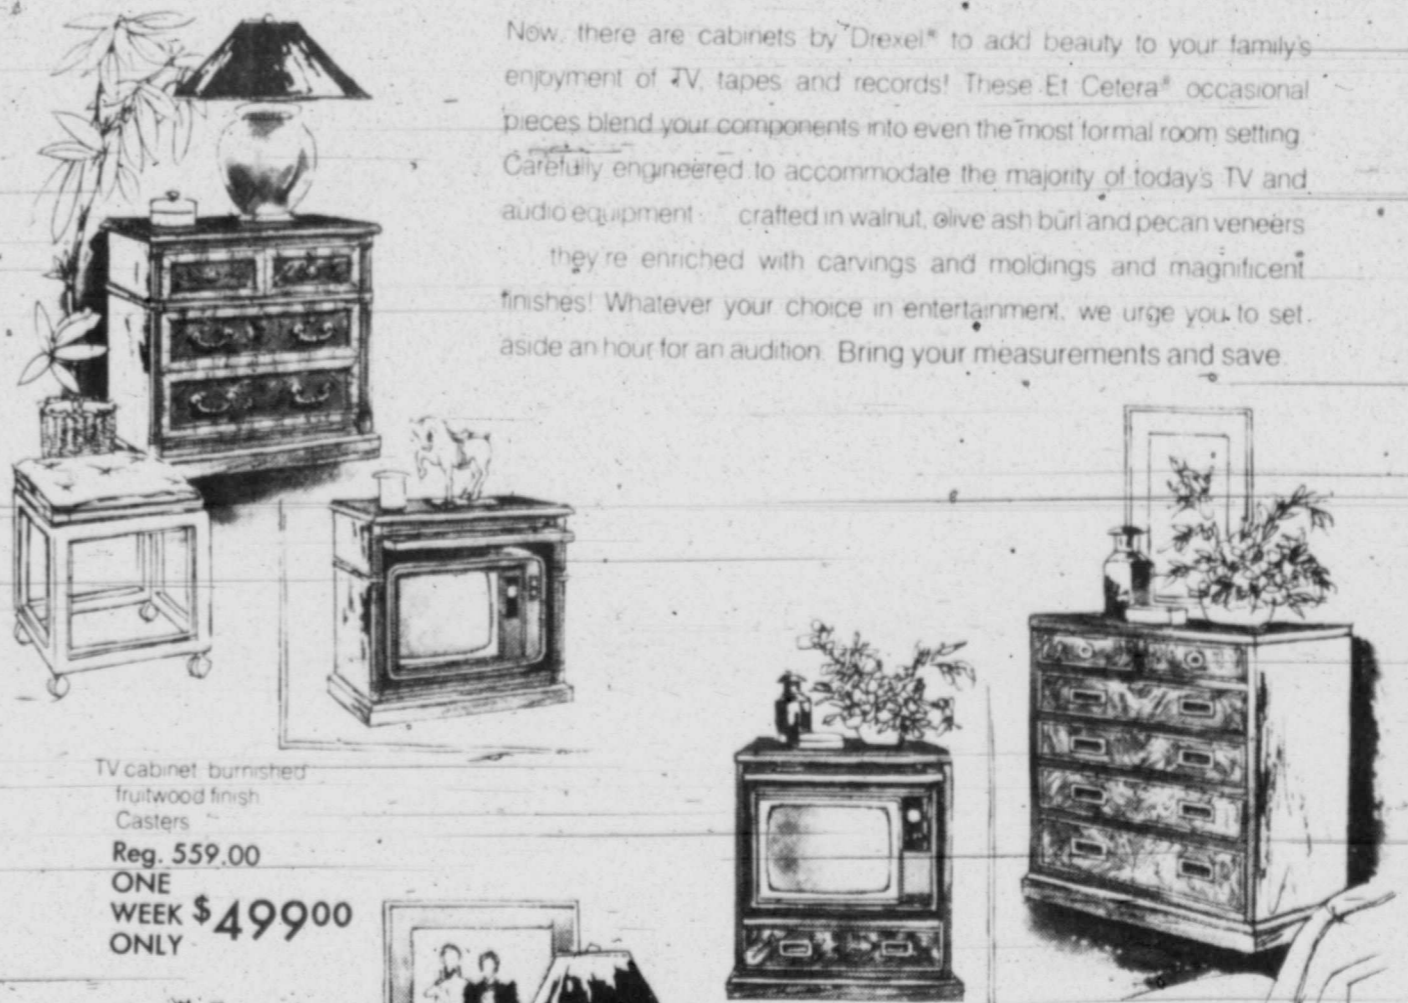 Now, there are cabinets by Drexel® to add beauty to your family's
enjoyment of TV, tapes and records! These Et Cetera® occasional
pieces blend your components into even the most formal room setting.
Carefully engineered to accommodate the majority of today's TV and
audio equipment crafted in walnut, olive ash burl and pecan veneers
they're enriched with carvings and moldings and magnificent
finishes! Whatever your choice in entertainment, we urge you to set
aside an hour for an audition. Bring your measurements and save.
TV cabinet, burnished
fruitwood finish.
Casters
Reg. 559.00
ONE
WEEK $499 00
ONLY